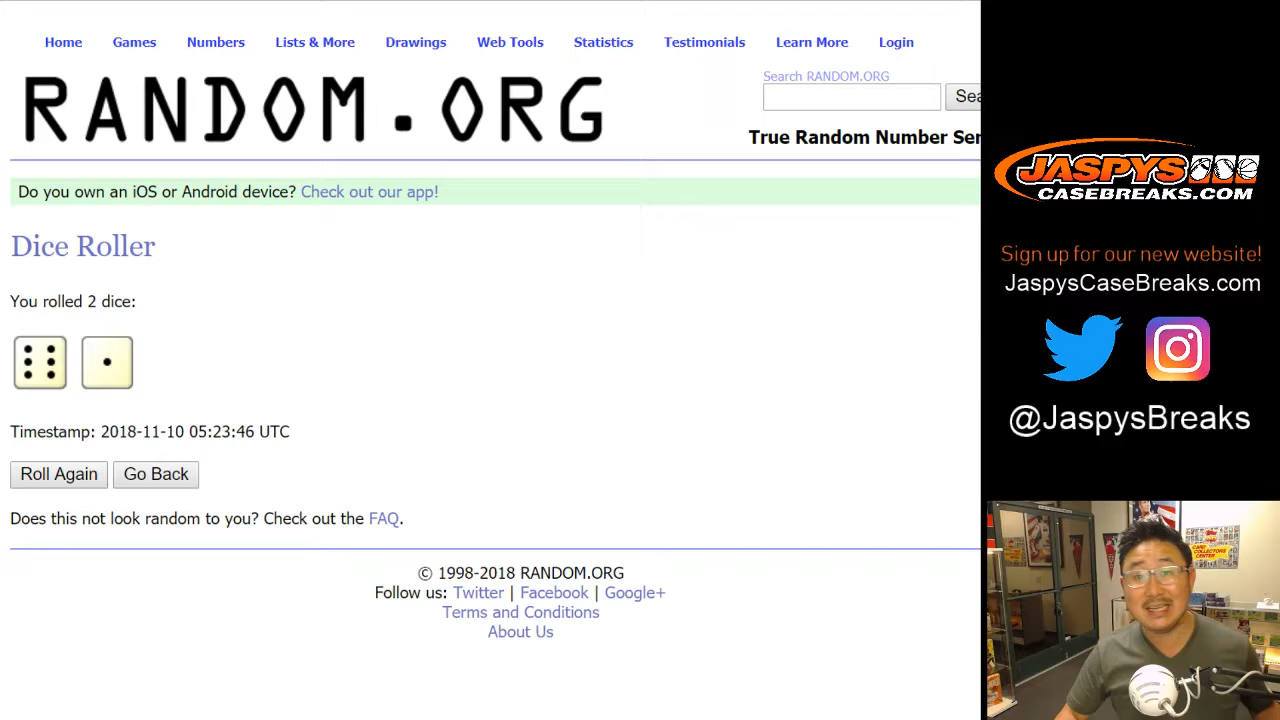 Home Games Numbers Lists & More Drawings Web Tools Statistics Testimonials Learn More Login
RANDOM.ORG
Search RANDOM.ORG
Sea
True Random Number Ser
Do you own an iOS or Android device? Check out our app!
Dice Roller
You rolled 2 dice:
Timestamp: 2018-11-10 05:23:46 UTC
Roll Again Go Back
Does this not look random to you? Check out the FAQ.
© 1998-2018 RANDOM.ORG
Follow us: Twitter | Facebook | Google+
Terms and Conditions
About Us
JASPYS
CASEBREAKS.COM
Sign up for our new website!
JaspysCaseBreaks.com
@JaspysBreaks
CARD
COLLECTORS
CENTER